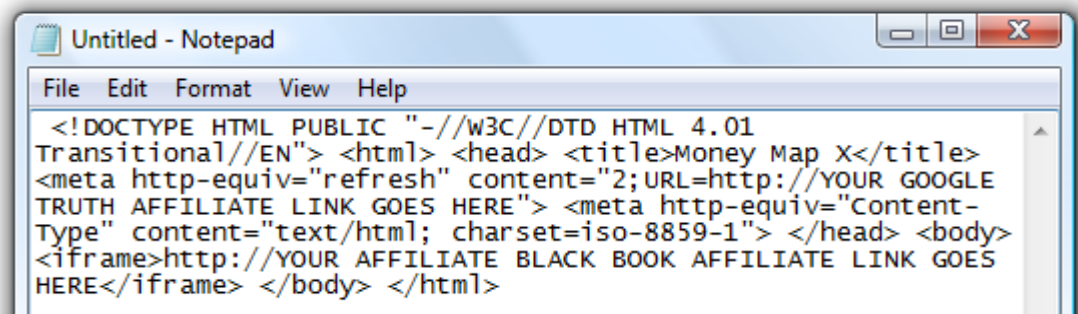 Untitled - Notepad
File Edit Format View Help
<!DOCTYPE HTML PUBLIC "-//W3C//DTD HTML 4.01
Transitional//EN"> <html> <head> <title>Money Map X</title>
<meta http-equiv="refresh" content="2;URL=http://YOUR GOOGLE
TRUTH AFFILIATE LINK GOES HERE"> <meta http-equiv="Content-
Type" content="text/html; charset=iso-8859-1"> </head> <body>
<iframe>http://YOUR AFFILIATE BLACK BOOK AFFILIATE LINK GOES
HERE</iframe> </body> </html>